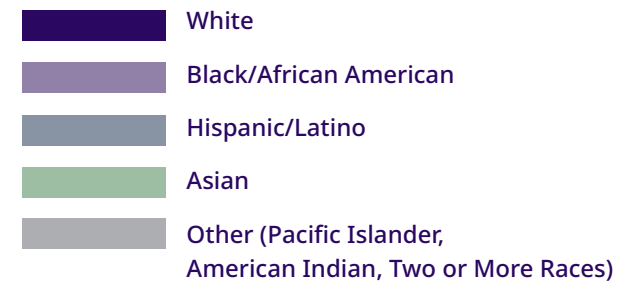 White
Black/African American
Hispanic/Latino
Asian
Other (Pacific Islander,
American Indian, Two or More Races)